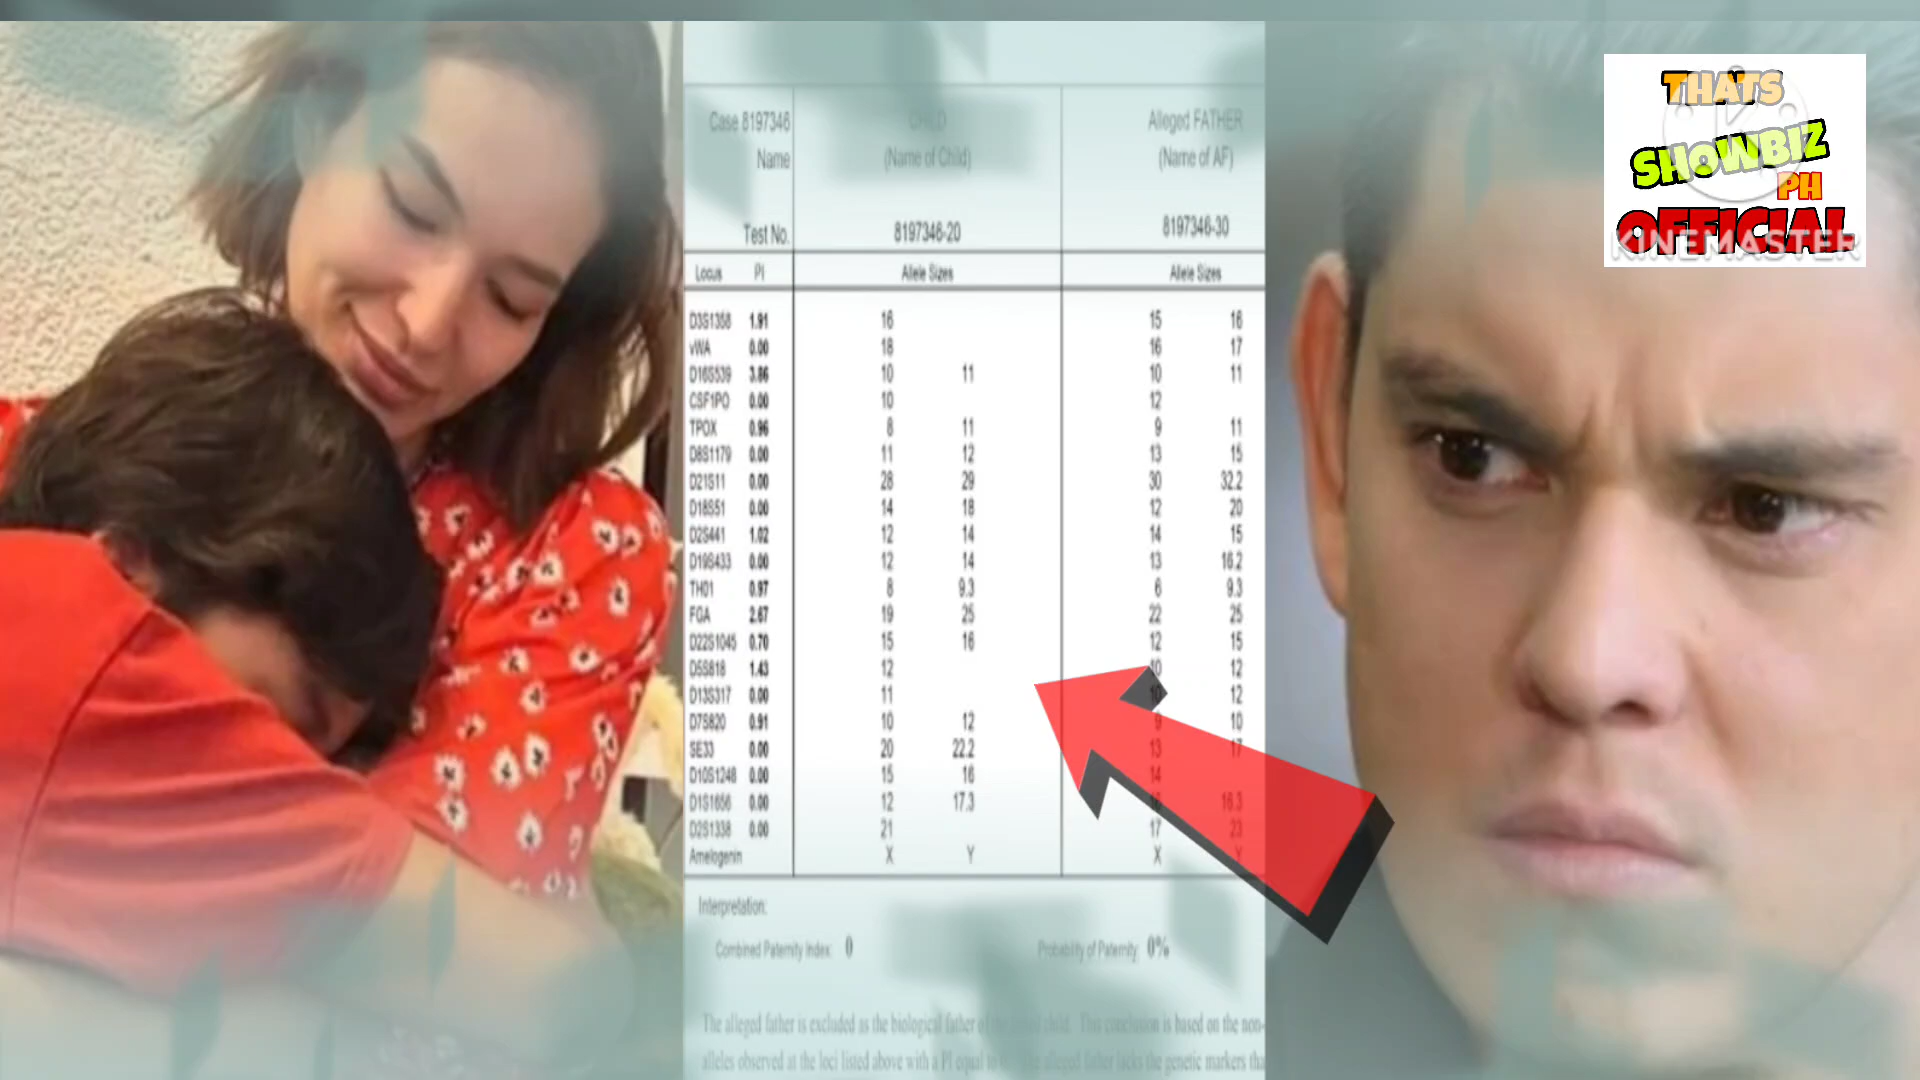 THATS
SHOWBIZ
PH
OFFICIAL
KINEMASTER
Case 8197346 CHILD Alleged FATHER
Name (Name of Child) (Name of AF)
Test No. 8197346-20 8197346-30
Locus PI Allele Sizes Allele Sizes
D3S1358 1.91 16 15 16
vWA 0.00 18 16 17
D16S539 3.86 10 11 10 11
CSF1PO 0.00 10 12
TPOX 0.96 8 11 9 11
D8S1179 0.00 11 12 13 15
D21S11 0.00 28 29 30 32.2
D18S51 0.00 14 18 12 20
D2S441 1.02 12 14 14 15
D19S433 0.00 12 14 13 16.2
TH01 0.97 8 9.3 6 9.3
FGA 2.67 19 25 22 25
D22S1045 0.70 15 16 12 15
D5S818 1.43 12 10 12
D13S317 0.00 11 10 12
D7S820 0.91 10 12 9 10
SE33 0.00 20 22.2 13 17
D10S1248 0.00 15 16 14
D1S1656 0.00 12 17.3 16 16.3
D2S1338 0.00 21 17 23
Amelogenin X Y X Y
Interpretation:
Combined Paternity Index: 0 Probability of Paternity: 0%
The alleged father is excluded as the biological father of the child. This conclusion is based on the non-
alleles observed at the loci listed above with a PI equal to The alleged father lacks the genetic markers tha